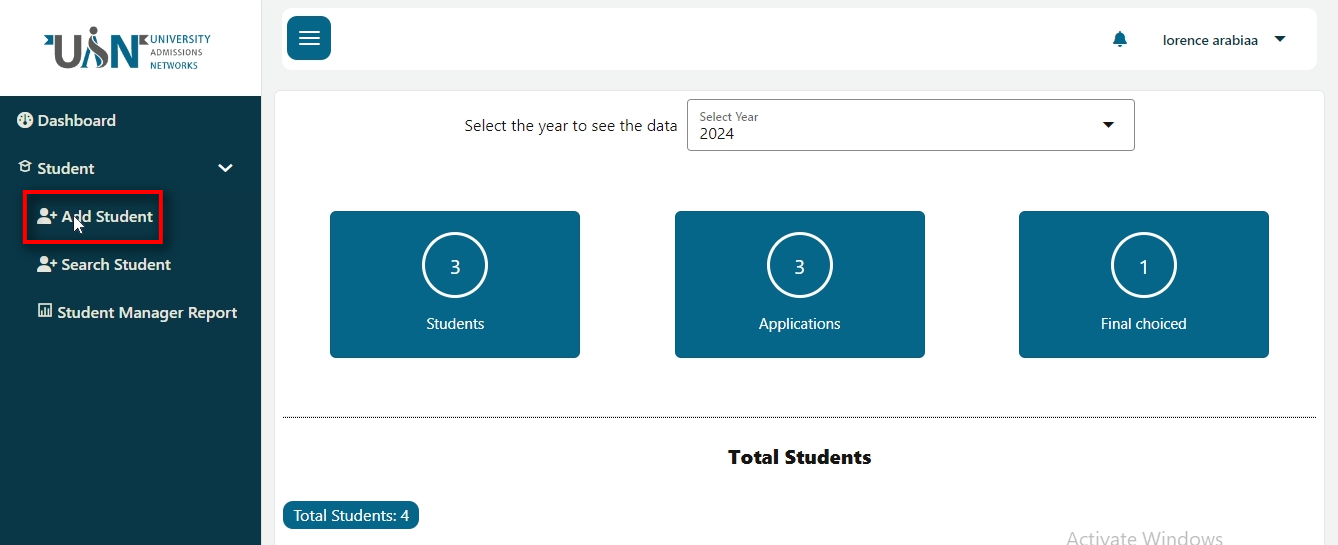 USN UNIVERSITY
ADMISSIONS
NETWORKS
lorence arabiaa
Dashboard
Student
Add Student
Search Student
Student Manager Report
Select the year to see the data
Select Year
2024
3
Students
3
Applications
1
Final choiced
Total Students
Total Students: 4
Activate Windows